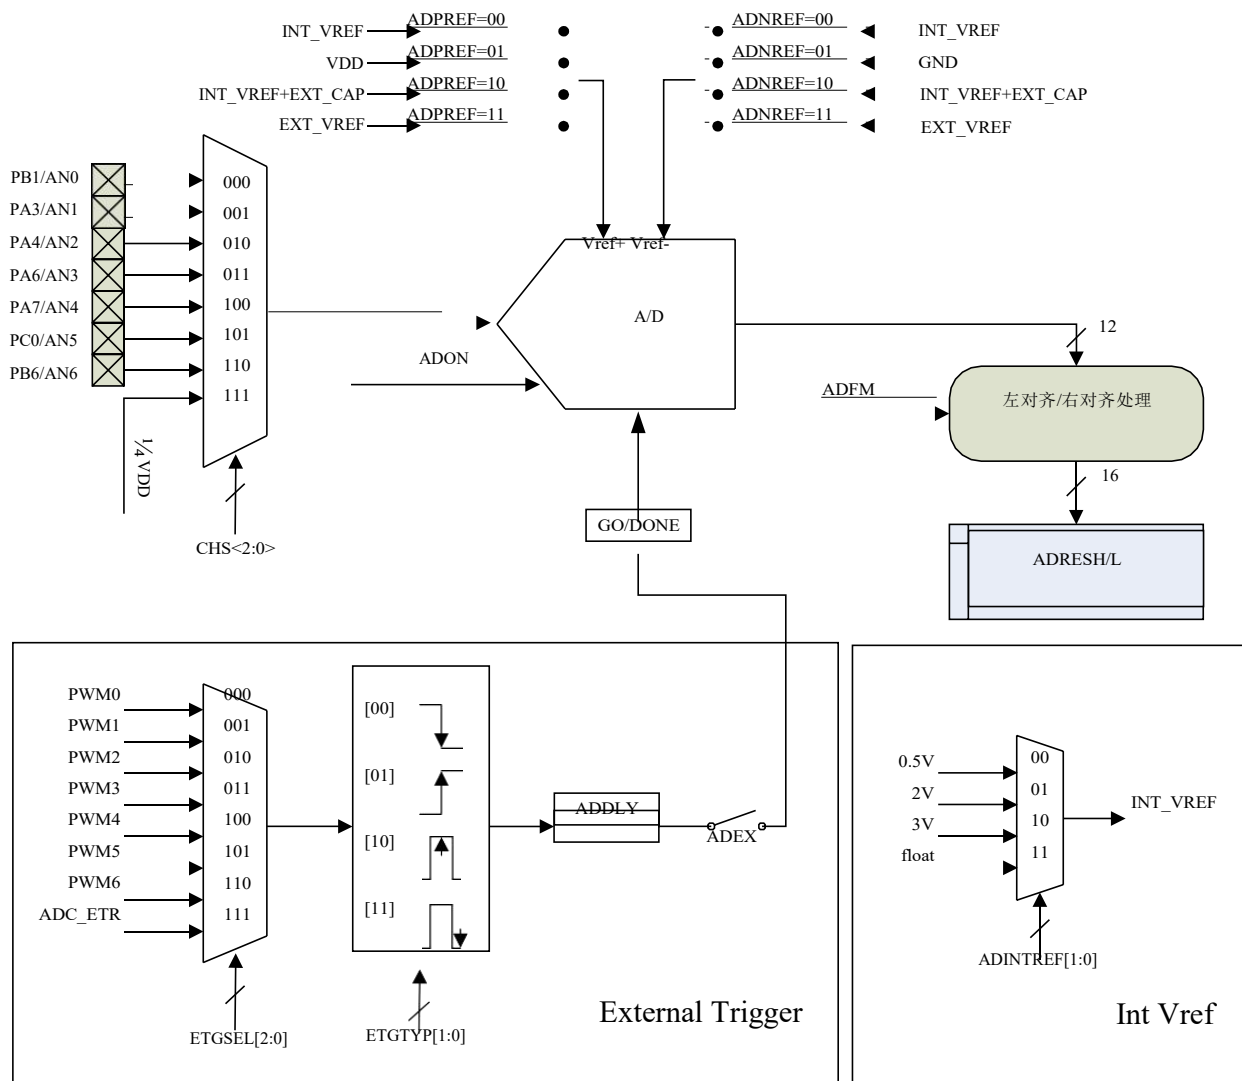 INT_VREF ADPREF=00 ADNREF=00 INT_VREF
VDD ADPREF=01 ADNREF=01 GND
INT_VREF+EXT_CAP ADPREF=10 ADNREF=10 INT_VREF+EXT_CAP
EXT_VREF ADPREF=11 ADNREF=11 EXT_VREF
PB1/AN0 000
PA3/AN1 001
PA4/AN2 010
PA6/AN3 011
PA7/AN4 100
PC0/AN5 101
PB6/AN6 110
111
¼ VDD
CHS<2:0>
Vref+ Vref-
A/D
ADON
12
ADFM
左对齐/右对齐处理
16
GO/DONE
ADRESH/L
PWM0 000
PWM1 001
PWM2 010
PWM3 011
PWM4 100
PWM5 101
PWM6 110
ADC_ETR 111
ETGSEL[2:0]
[00]
[01]
[10]
[11]
ETGTYP[1:0]
ADDLY
ADEX
External Trigger
0.5V 00
2V 01
3V 10
float 11
INT_VREF
ADINTREF[1:0]
Int Vref